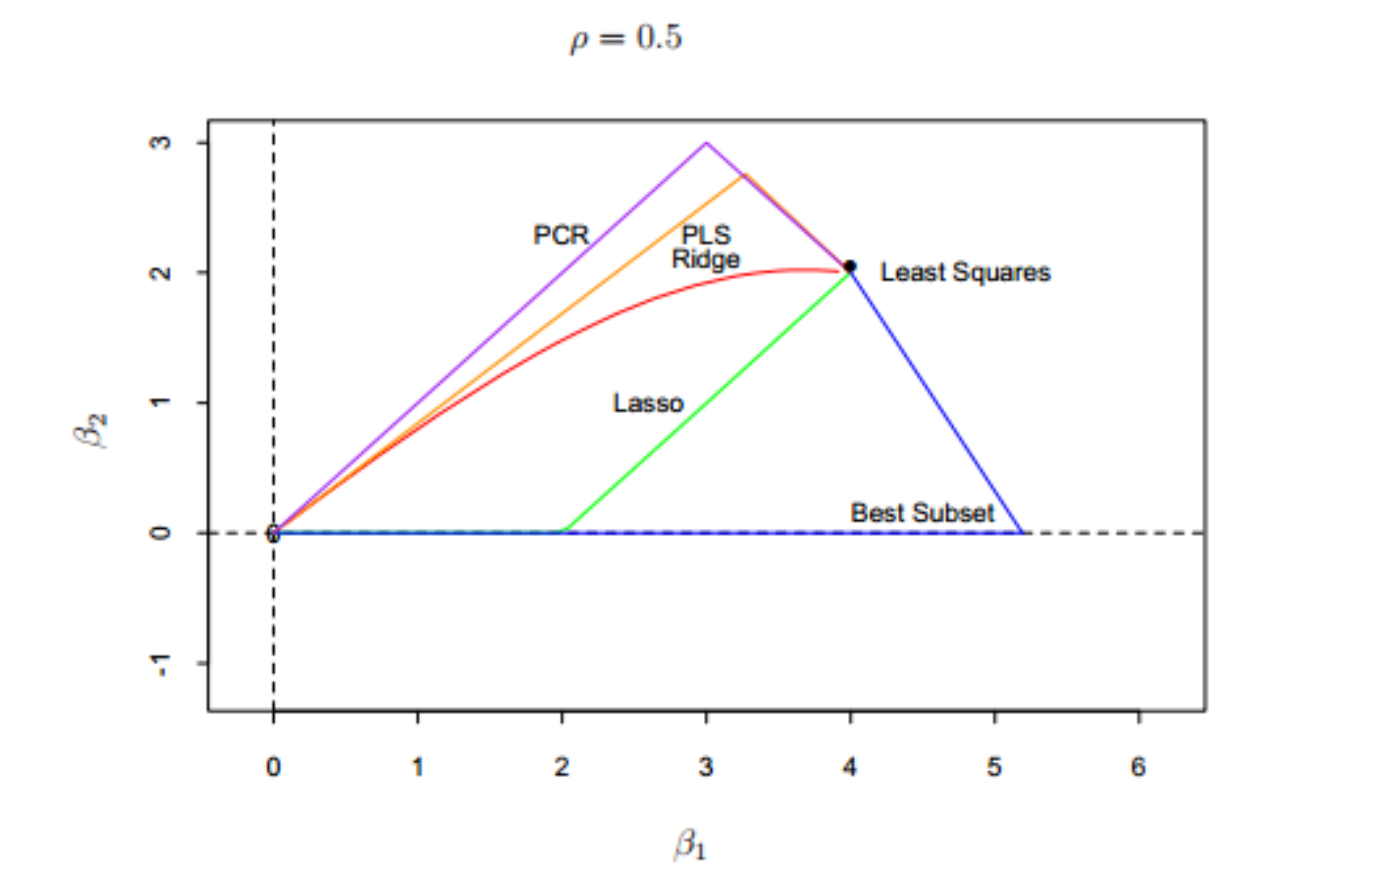 ρ = 0.5
3
2
1
0
-1
β₂
PCR
PLS
Ridge
Least Squares
Lasso
Best Subset
0 1 2 3 4 5 6
β₁